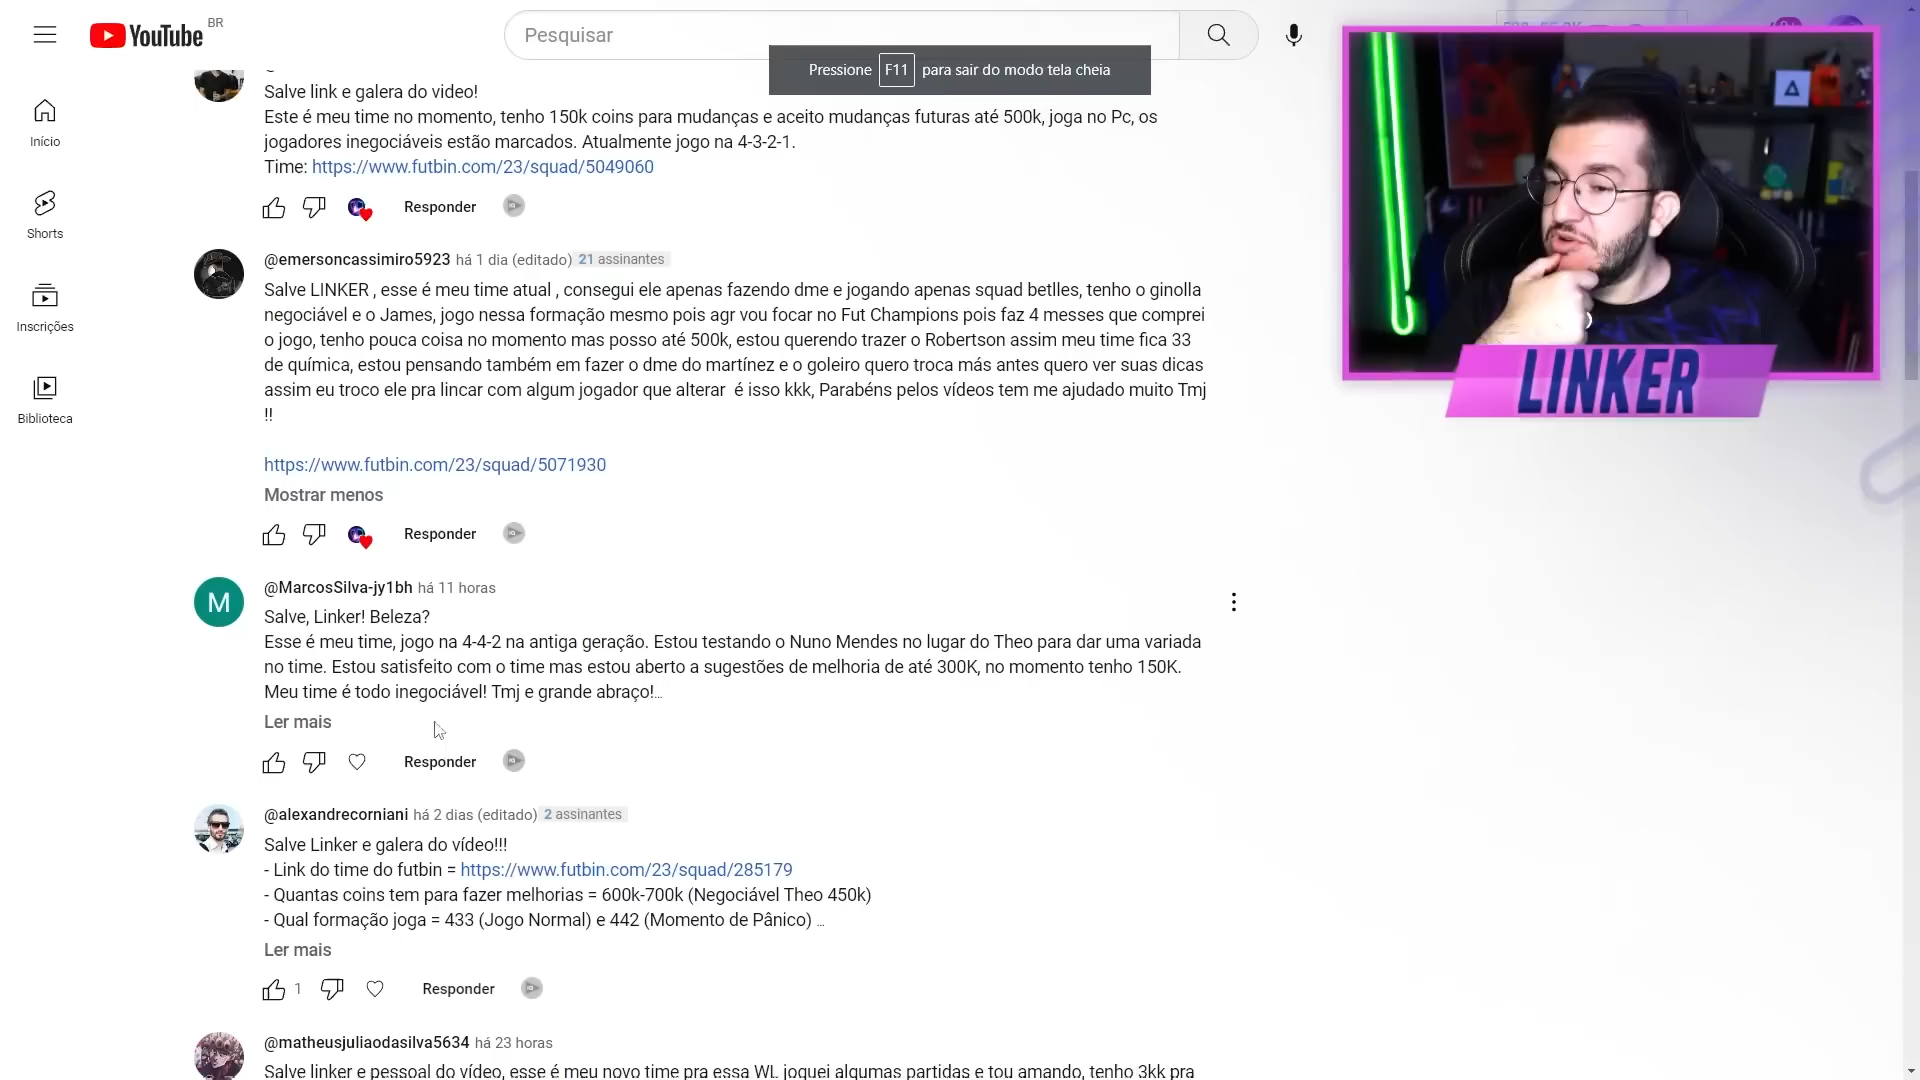 YouTube BR
Pesquisar
Pressione F11 para sair do modo tela cheia
Início
Shorts
Inscrições
Biblioteca
LINKER
Salve link e galera do video!
Este é meu time no momento, tenho 150k coins para mudanças e aceito mudanças futuras até 500k, joga no Pc, os
jogadores inegociáveis estão marcados. Atualmente jogo na 4-3-2-1.
Time: https://www.futbin.com/23/squad/5049060
Responder
@emersoncassimiro5923 há 1 dia (editado) 21 assinantes
Salve LINKER , esse é meu time atual , consegui ele apenas fazendo dme e jogando apenas squad betlles, tenho o ginolla
negociável e o James, jogo nessa formação mesmo pois agr vou focar no Fut Champions pois faz 4 messes que comprei
o jogo, tenho pouca coisa no momento mas posso até 500k, estou querendo trazer o Robertson assim meu time fica 33
de química, estou pensando também em fazer o dme do martínez e o goleiro quero troca más antes quero ver suas dicas
assim eu troco ele pra lincar com algum jogador que alterar  é isso kkk, Parabéns pelos vídeos tem me ajudado muito Tmj
!!
https://www.futbin.com/23/squad/5071930
Mostrar menos
Responder
M
@MarcosSilva-jy1bh há 11 horas
Salve, Linker! Beleza?
Esse é meu time, jogo na 4-4-2 na antiga geração. Estou testando o Nuno Mendes no lugar do Theo para dar uma variada
no time. Estou satisfeito com o time mas estou aberto a sugestões de melhoria de até 300K, no momento tenho 150K.
Meu time é todo inegociável! Tmj e grande abraço!...
Ler mais
Responder
@alexandrecorniani há 2 dias (editado) 2 assinantes
Salve Linker e galera do vídeo!!!
- Link do time do futbin = https://www.futbin.com/23/squad/285179
- Quantas coins tem para fazer melhorias = 600k-700k (Negociável Theo 450k)
- Qual formação joga = 433 (Jogo Normal) e 442 (Momento de Pânico) ...
Ler mais
1 Responder
@matheusjuliaodasilva5634 há 23 horas
Salve linker e pessoal do vídeo, esse é meu novo time pra essa WL, joguei algumas partidas e tou amando, tenho 3kk pra